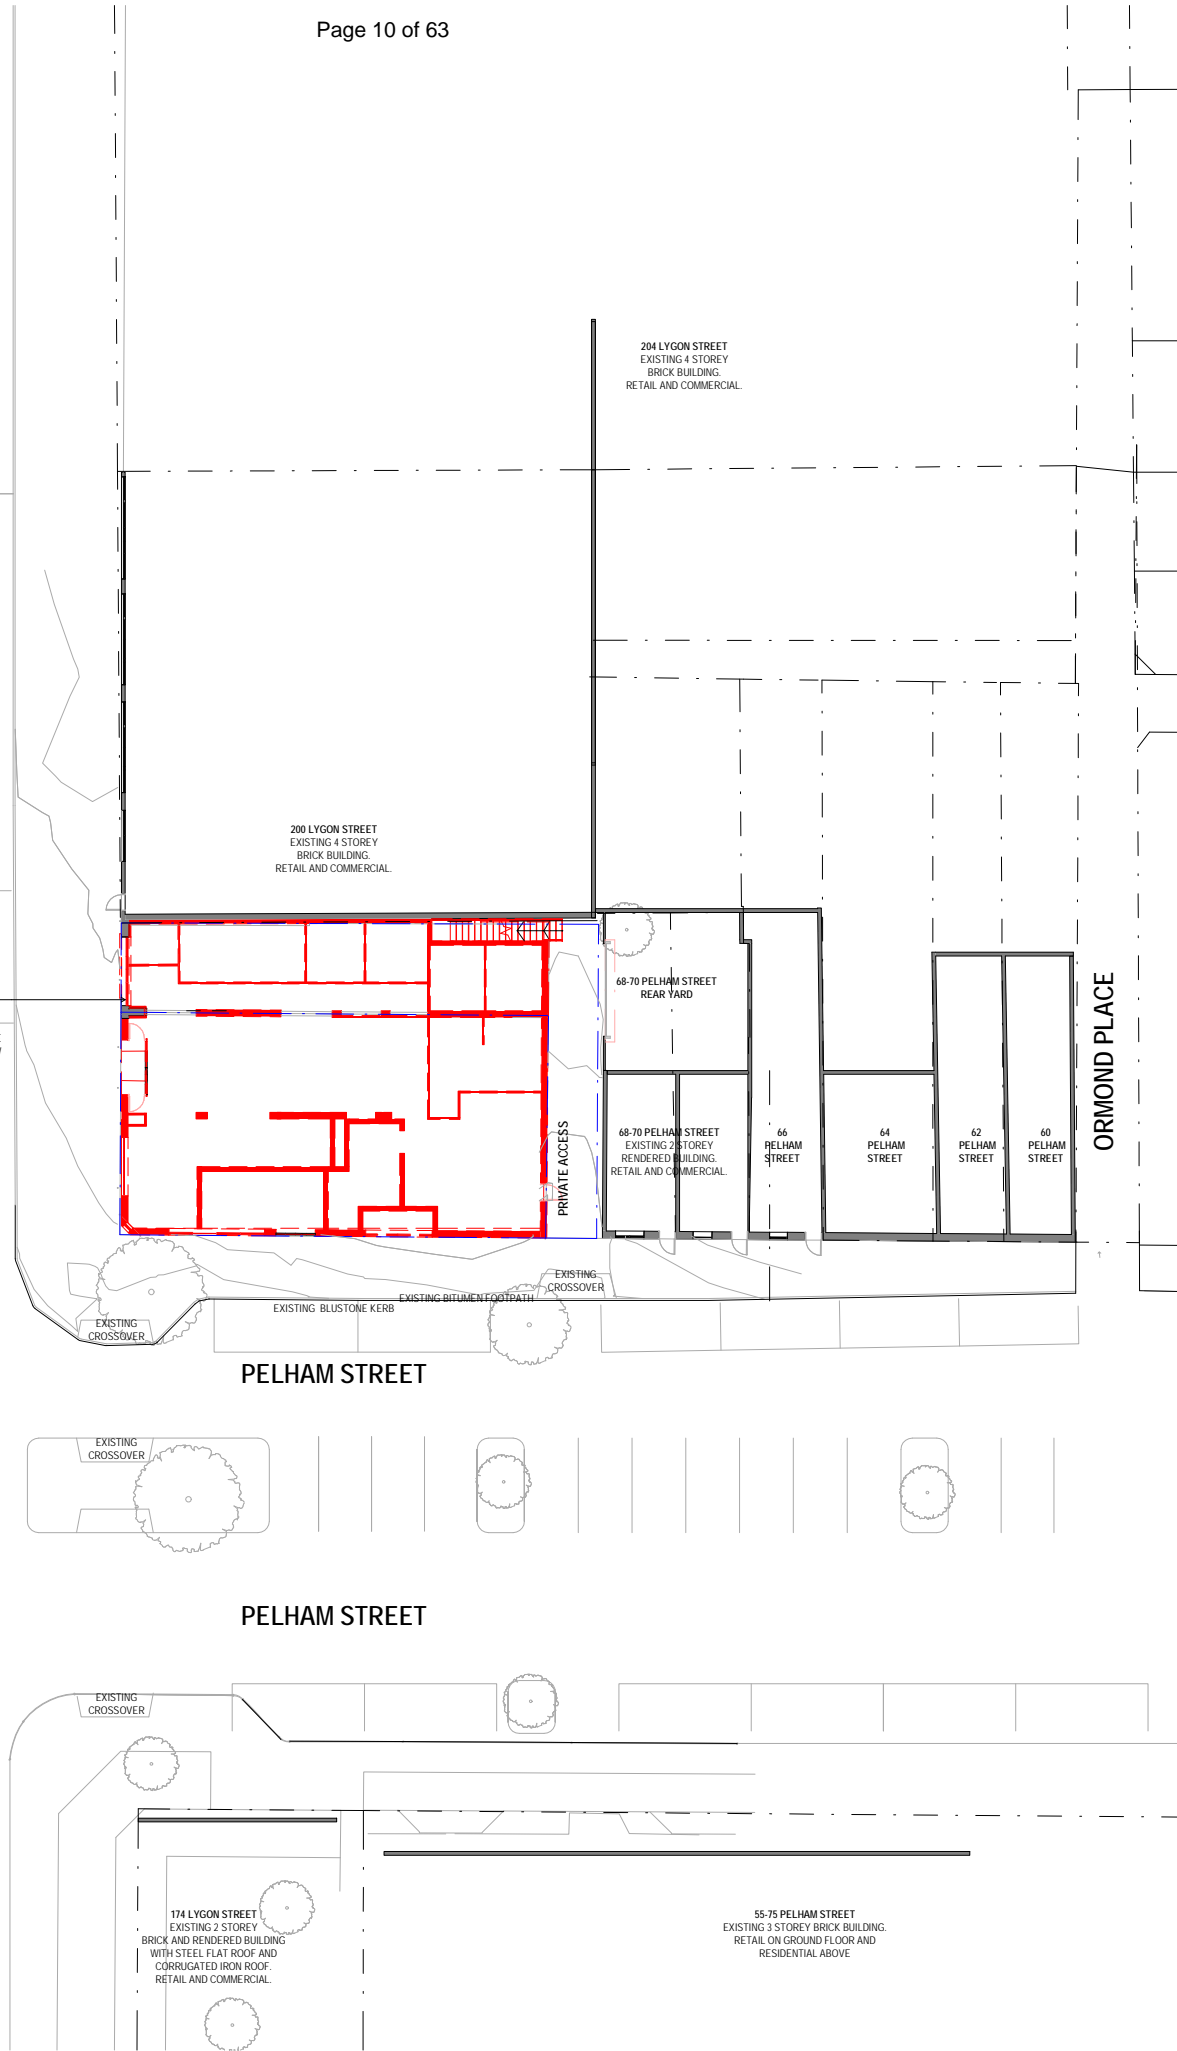 Page 10 of 63
204 LYGON STREET
EXISTING 4 STOREY
BRICK BUILDING.
RETAIL AND COMMERCIAL.
200 LYGON STREET
EXISTING 4 STOREY
BRICK BUILDING.
RETAIL AND COMMERCIAL.
68-70 PELHAM STREET
REAR YARD
ORMOND PLACE
PRIVATE ACCESS
68-70 PELHAM STREET
EXISTING 2 STOREY
RENDERED BUILDING.
RETAIL AND COMMERCIAL.
66
PELHAM
STREET
64
PELHAM
STREET
62
PELHAM
STREET
60
PELHAM
STREET
EXISTING
CROSSOVER
EXISTING BITUMEN FOOTPATH
EXISTING BLUSTONE KERB
EXISTING
CROSSOVER
PELHAM STREET
EXISTING
CROSSOVER
PELHAM STREET
EXISTING
CROSSOVER
174 LYGON STREET
EXISTING 2 STOREY
BRICK AND RENDERED BUILDING
WITH STEEL FLAT ROOF AND
CORRUGATED IRON ROOF.
RETAIL AND COMMERCIAL.
55-75 PELHAM STREET
EXISTING 3 STOREY BRICK BUILDING.
RETAIL ON GROUND FLOOR AND
RESIDENTIAL ABOVE